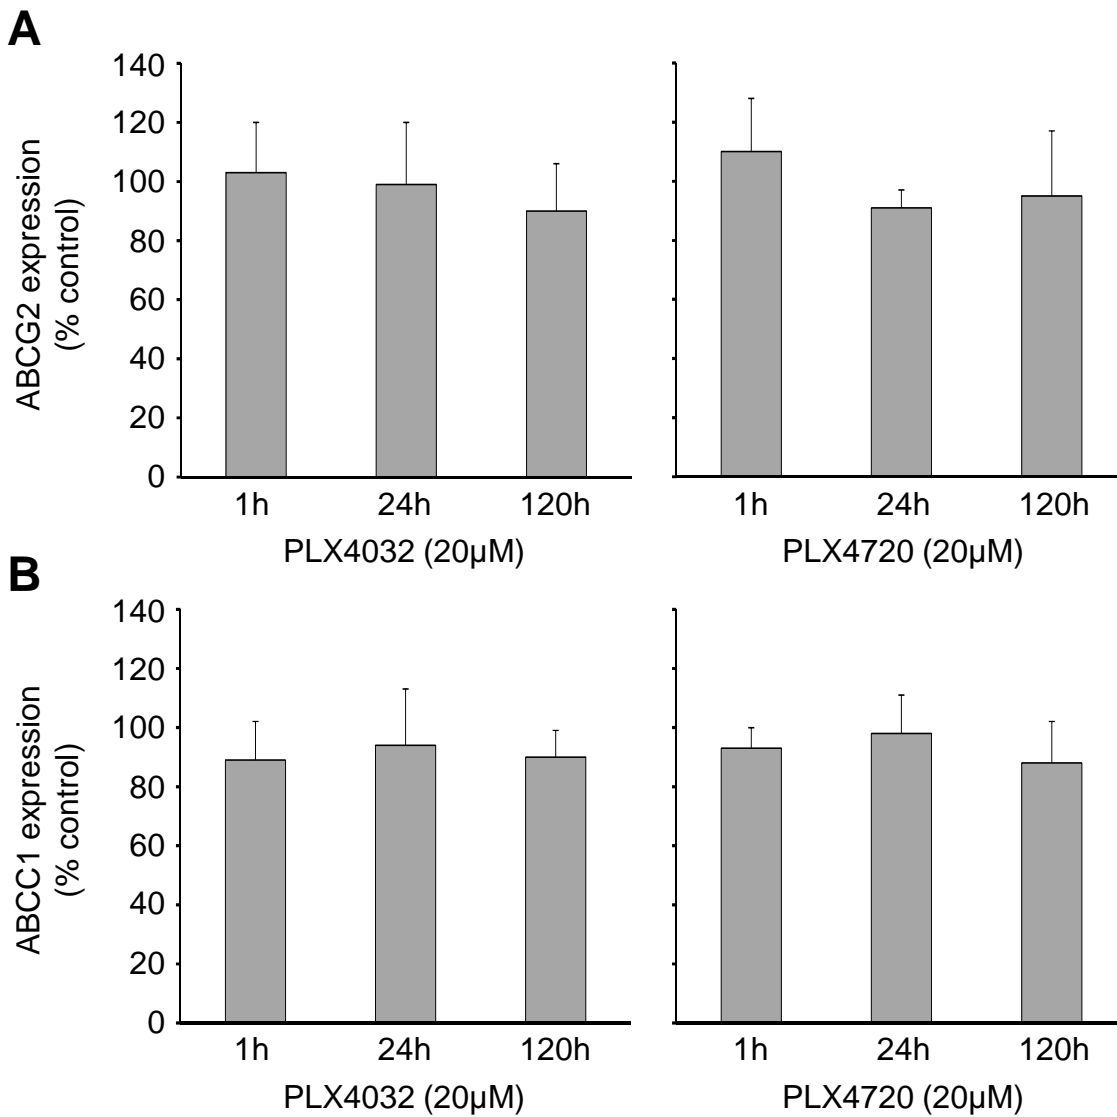 A
ABCG2 expression
(% control)
140
120
100
80
60
40
20
0
1h 24h 120h
PLX4032 (20µM)
1h 24h 120h
PLX4720 (20µM)
B
ABCC1 expression
(% control)
140
120
100
80
60
40
20
0
1h 24h 120h
PLX4032 (20µM)
1h 24h 120h
PLX4720 (20µM)